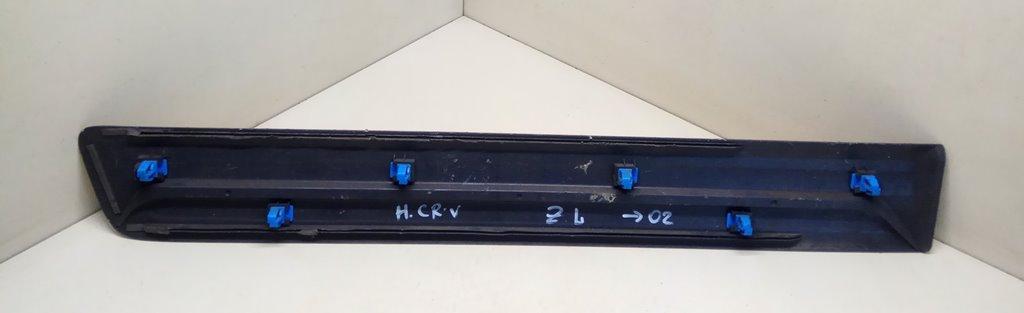 H. CR-V Z L →02